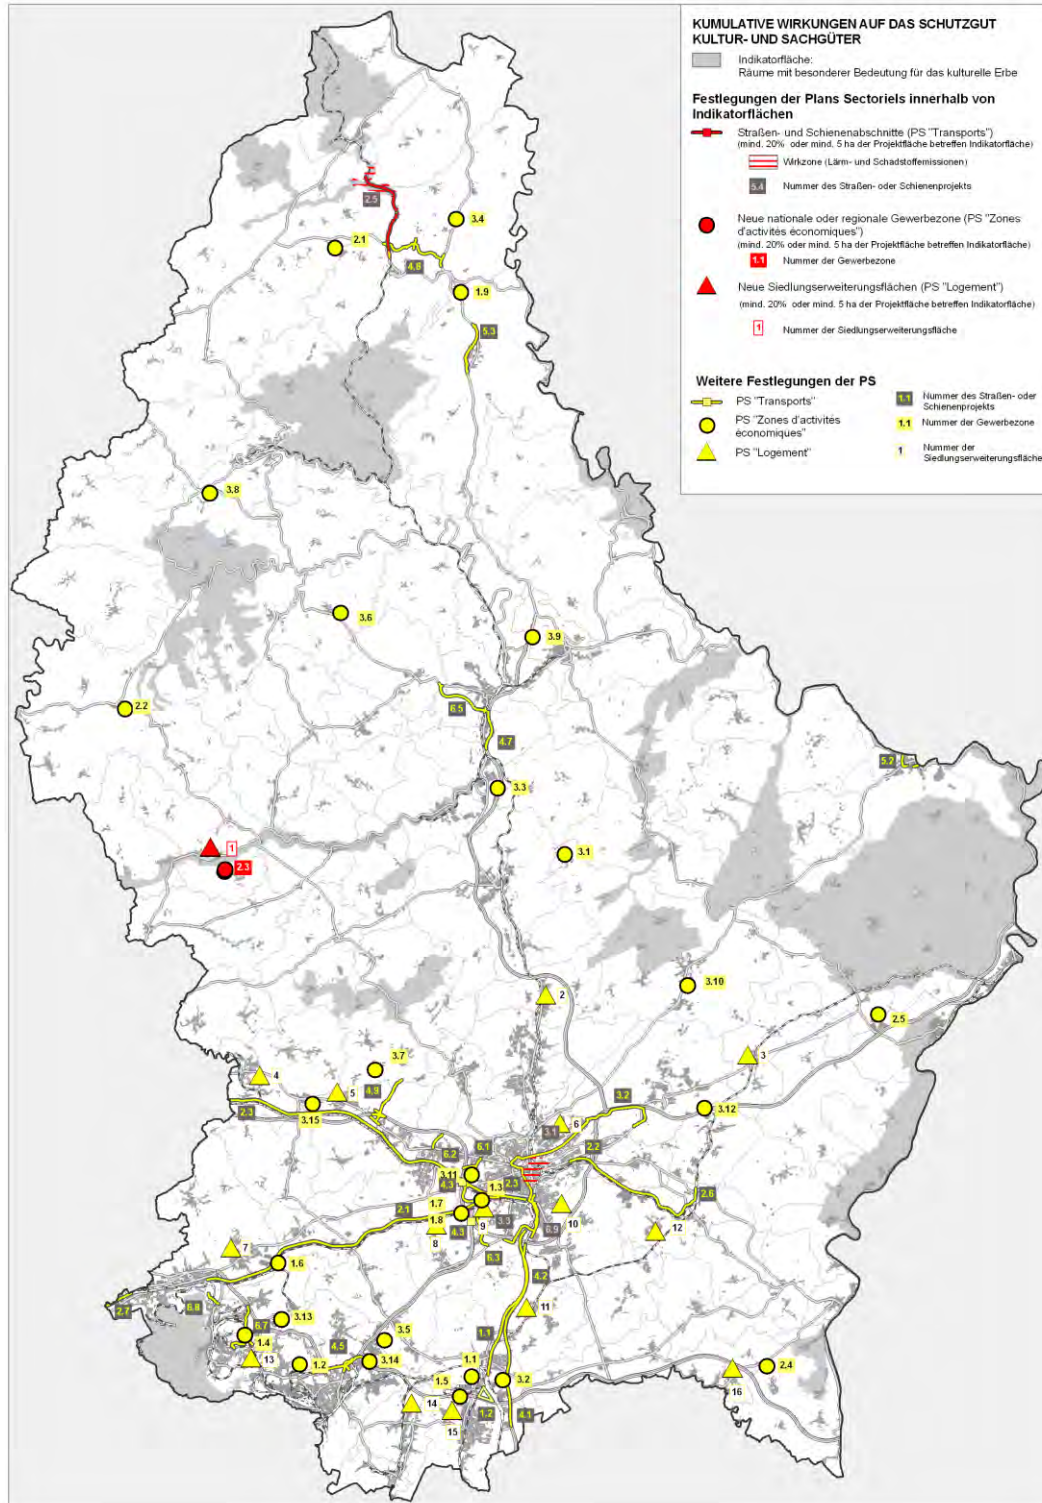 KUMULATIVE WIRKUNGEN AUF DAS SCHUTZGUT
KULTUR- UND SACHGÜTER
Indikatorfläche:
Räume mit besonderer Bedeutung für das kulturelle Erbe
Festlegungen der Plans Sectoriels innerhalb von
Indikatorflächen
Straßen- und Schienenabschnitte (PS "Transports")
(mind. 20% oder mind. 5 ha der Projektfläche betreffen Indikatorfläche)
Wirkzone (Lärm- und Schadstoffemissionen)
5.4 Nummer des Straßen- oder Schienenprojekts
Neue nationale oder regionale Gewerbezone (PS "Zones
d'activités économiques")
(mind. 20% oder mind. 5 ha der Projektfläche betreffen Indikatorfläche)
1.1 Nummer der Gewerbezone
Neue Siedlungserweiterungsflächen (PS "Logement")
(mind. 20% oder mind. 5 ha der Projektfläche betreffen Indikatorfläche)
1 Nummer der Siedlungserweiterungsfläche
Weitere Festlegungen der PS
PS "Transports"
1.1 Nummer des Straßen- oder
Schienenprojekts
PS "Zones d'activités
économiques"
1.1 Nummer der Gewerbezone
PS "Logement"
1 Nummer der
Siedlungserweiterungsfläche
2.5
3.4
2.1
4.6
1.9
5.3
3.8
3.6
3.9
6.5
2.2
4.7
5.2
3.3
1
3.1
2.3
3.10
2
2.5
3
3.7
4
5
4.9
3.2
2.3
3.15
3.12
6
3.1
6.2
6.1
2.2
3.11
4.3
2.3
1.3
2.6
1.7
2.1
1.8
9
3.3
10
4.3
6.9
12
8
6.3
7
1.6
4.2
2.7
6.8
11
3.13
6.7
1.4
4.5
3.5
1.1
13
1.2
3.14
1.1
1.5
3.2
2.4
16
14
1.2
4.1
15